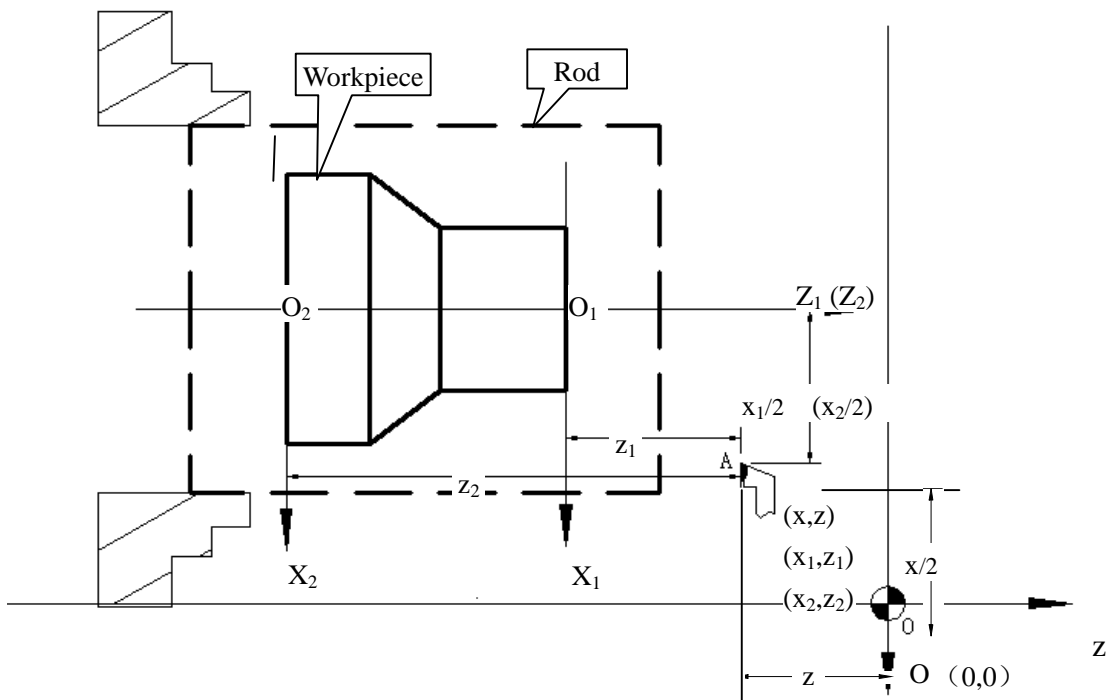 Workpiece
Rod
O₂
O₁
Z₁ (Z₂)
x₁/2 (x₂/2)
z₁
A
z₂
(x,z)
X₂
X₁
(x₁,z₁)
x/2
(x₂,z₂)
O
z
z
O （0,0）